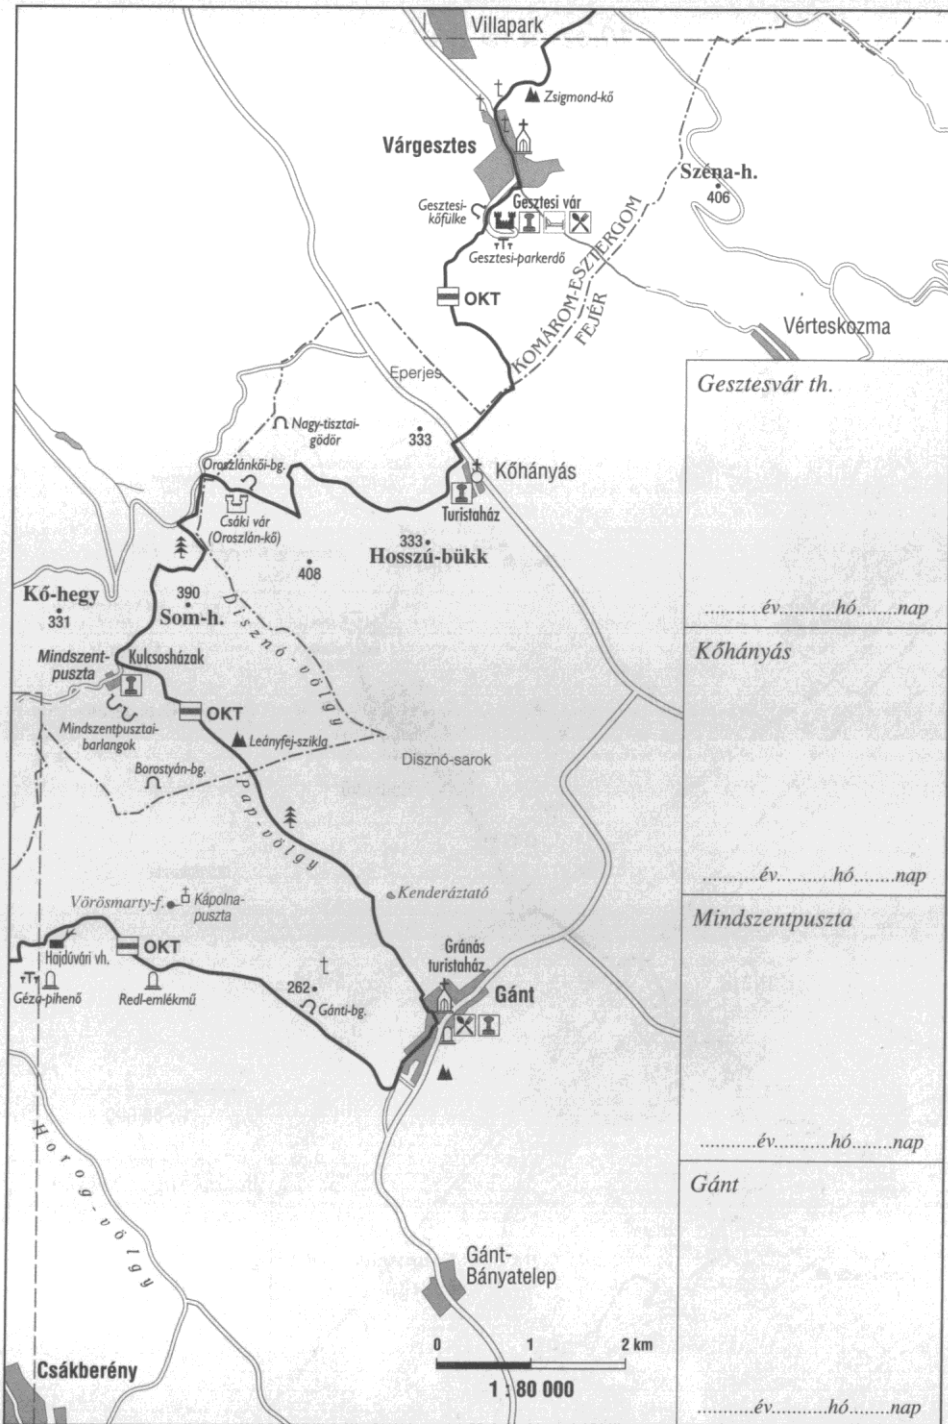 Villapark
Zsigmond-kő
Várgesztes
Széna-h.
406
Gesztesi-
kőfülke
Gesztesi vár
Gesztesi-parkerdő
OKT
KOMÁROM-ESZTERGOM
FEJÉR
Vérteskozma
Eperjes
Nagy-tisztai-
gödör
333
Oroszlánkői-bg.
Kőhányás
Csáki vár
(Oroszlán-kő)
Turistaház
333
Hosszú-bükk
408
Kő-hegy
331
390
Som-h.
Disznó-völgy
Mindszent-
puszta
Kulcsosházak
OKT
Mindszentpusztai-
barlangok
Leányfej-szikla
Disznó-sarok
Borostyán-bg.
Pap-völgy
Vörösmarty-f.
Kápolna-
puszta
Kenderáztató
Hajdúvári vh.
OKT
Gránás
turistaház
Géza-pihenő
Redl-emlékmű
262
Gánti-bg.
Gánt
Horog-völgy
Gánt-
Bányatelep
Csákberény
0 1 2 km
1 : 80 000
Gesztesvár th.
...........év..........hó........nap
Kőhányás
...........év..........hó........nap
Mindszentpuszta
...........év..........hó........nap
Gánt
...........év..........hó........nap